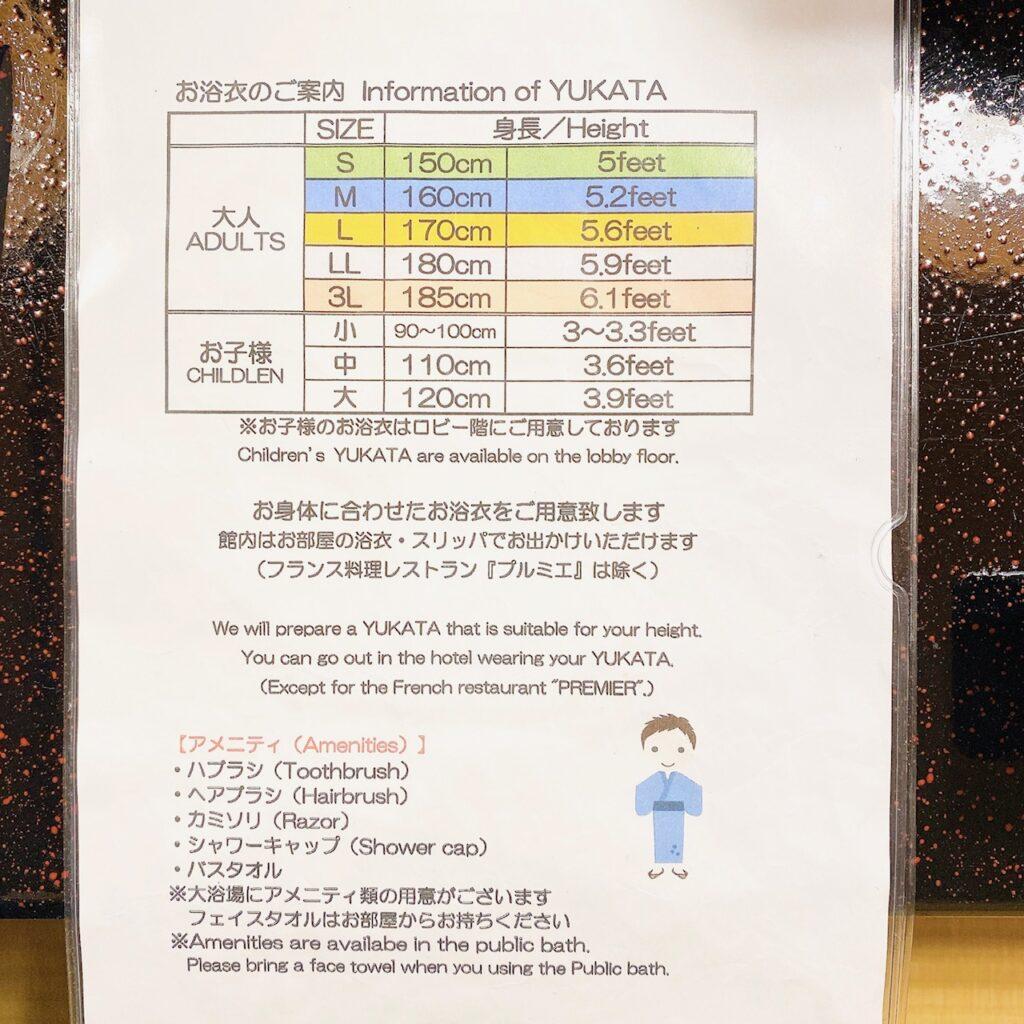 お浴衣のご案内 Information of YUKATA
SIZE 身長／Height
大人 ADULTS
S 150cm 5feet
M 160cm 5.2feet
L 170cm 5.6feet
LL 180cm 5.9feet
3L 185cm 6.1feet
お子様 CHILDLEN
小 90～100cm 3～3.3feet
中 110cm 3.6feet
大 120cm 3.9feet
※お子様のお浴衣はロビー階にご用意しております
Children's YUKATA are available on the lobby floor.
お身体に合わせたお浴衣をご用意致します
館内はお部屋の浴衣・スリッパでお出かけいただけます
（フランス料理レストラン『プルミエ』は除く）
We will prepare a YUKATA that is suitable for your height.
You can go out in the hotel wearing your YUKATA.
（Except for the French restaurant "PREMIER".）
【アメニティ（Amenities）】
・ハブラシ（Toothbrush）
・ヘアブラシ（Hairbrush）
・カミソリ（Razor）
・シャワーキャップ（Shower cap）
・バスタオル
※大浴場にアメニティ類の用意がございます
フェイスタオルはお部屋からお持ちください
※Amenities are availabe in the public bath.
Please bring a face towel when you using the Public bath.